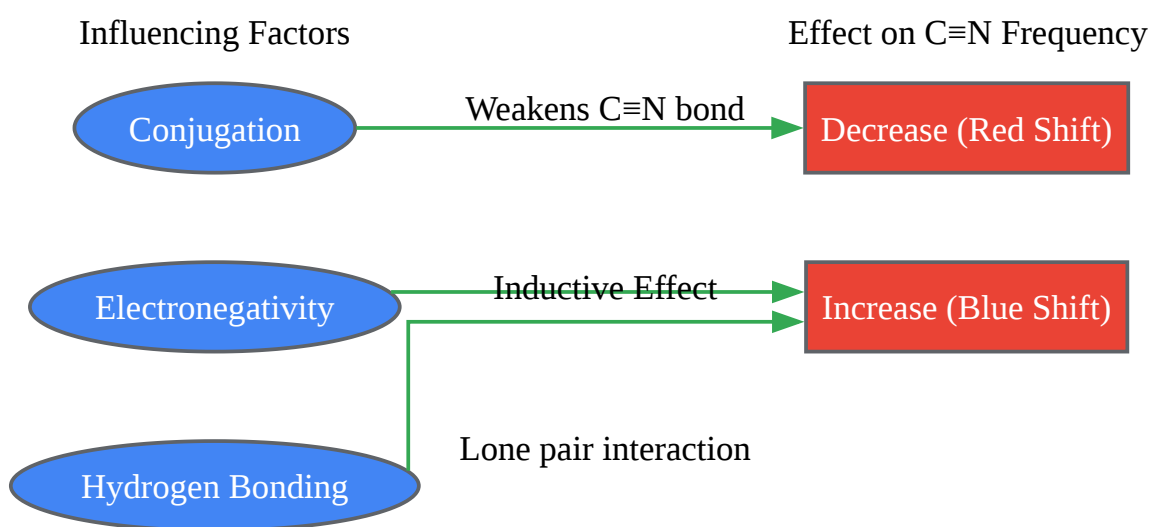 Influencing Factors
Effect on C≡N Frequency
Conjugation
Weakens C≡N bond
Decrease (Red Shift)
Electronegativity
Inductive Effect
Increase (Blue Shift)
Hydrogen Bonding
Lone pair interaction